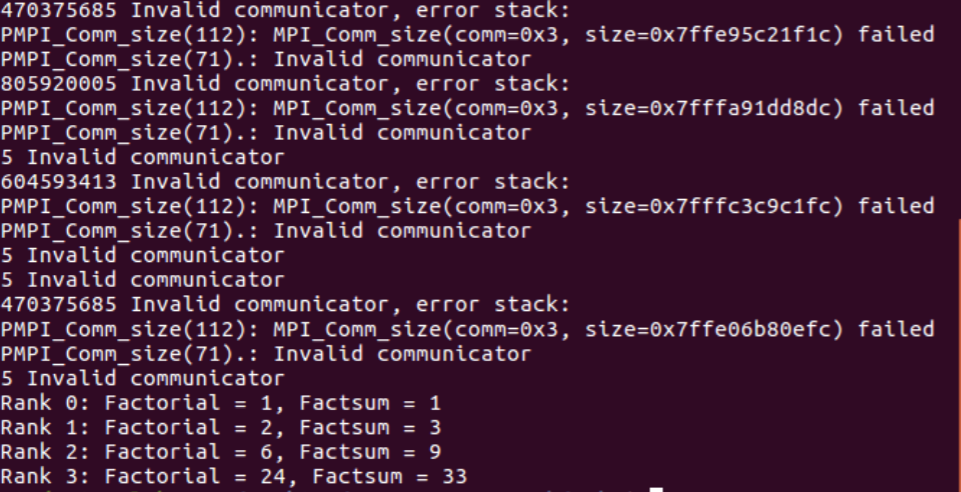 470375685 Invalid communicator, error stack:
PMPI_Comm_size(112): MPI_Comm_size(comm=0x3, size=0x7ffe95c21f1c) failed
PMPI_Comm_size(71).: Invalid communicator
805920005 Invalid communicator, error stack:
PMPI_Comm_size(112): MPI_Comm_size(comm=0x3, size=0x7fffa91dd8dc) failed
PMPI_Comm_size(71).: Invalid communicator
5 Invalid communicator
604593413 Invalid communicator, error stack:
PMPI_Comm_size(112): MPI_Comm_size(comm=0x3, size=0x7fffc3c9c1fc) failed
PMPI_Comm_size(71).: Invalid communicator
5 Invalid communicator
5 Invalid communicator
470375685 Invalid communicator, error stack:
PMPI_Comm_size(112): MPI_Comm_size(comm=0x3, size=0x7ffe06b80efc) failed
PMPI_Comm_size(71).: Invalid communicator
5 Invalid communicator
Rank 0: Factorial = 1, Factsum = 1
Rank 1: Factorial = 2, Factsum = 3
Rank 2: Factorial = 6, Factsum = 9
Rank 3: Factorial = 24, Factsum = 33